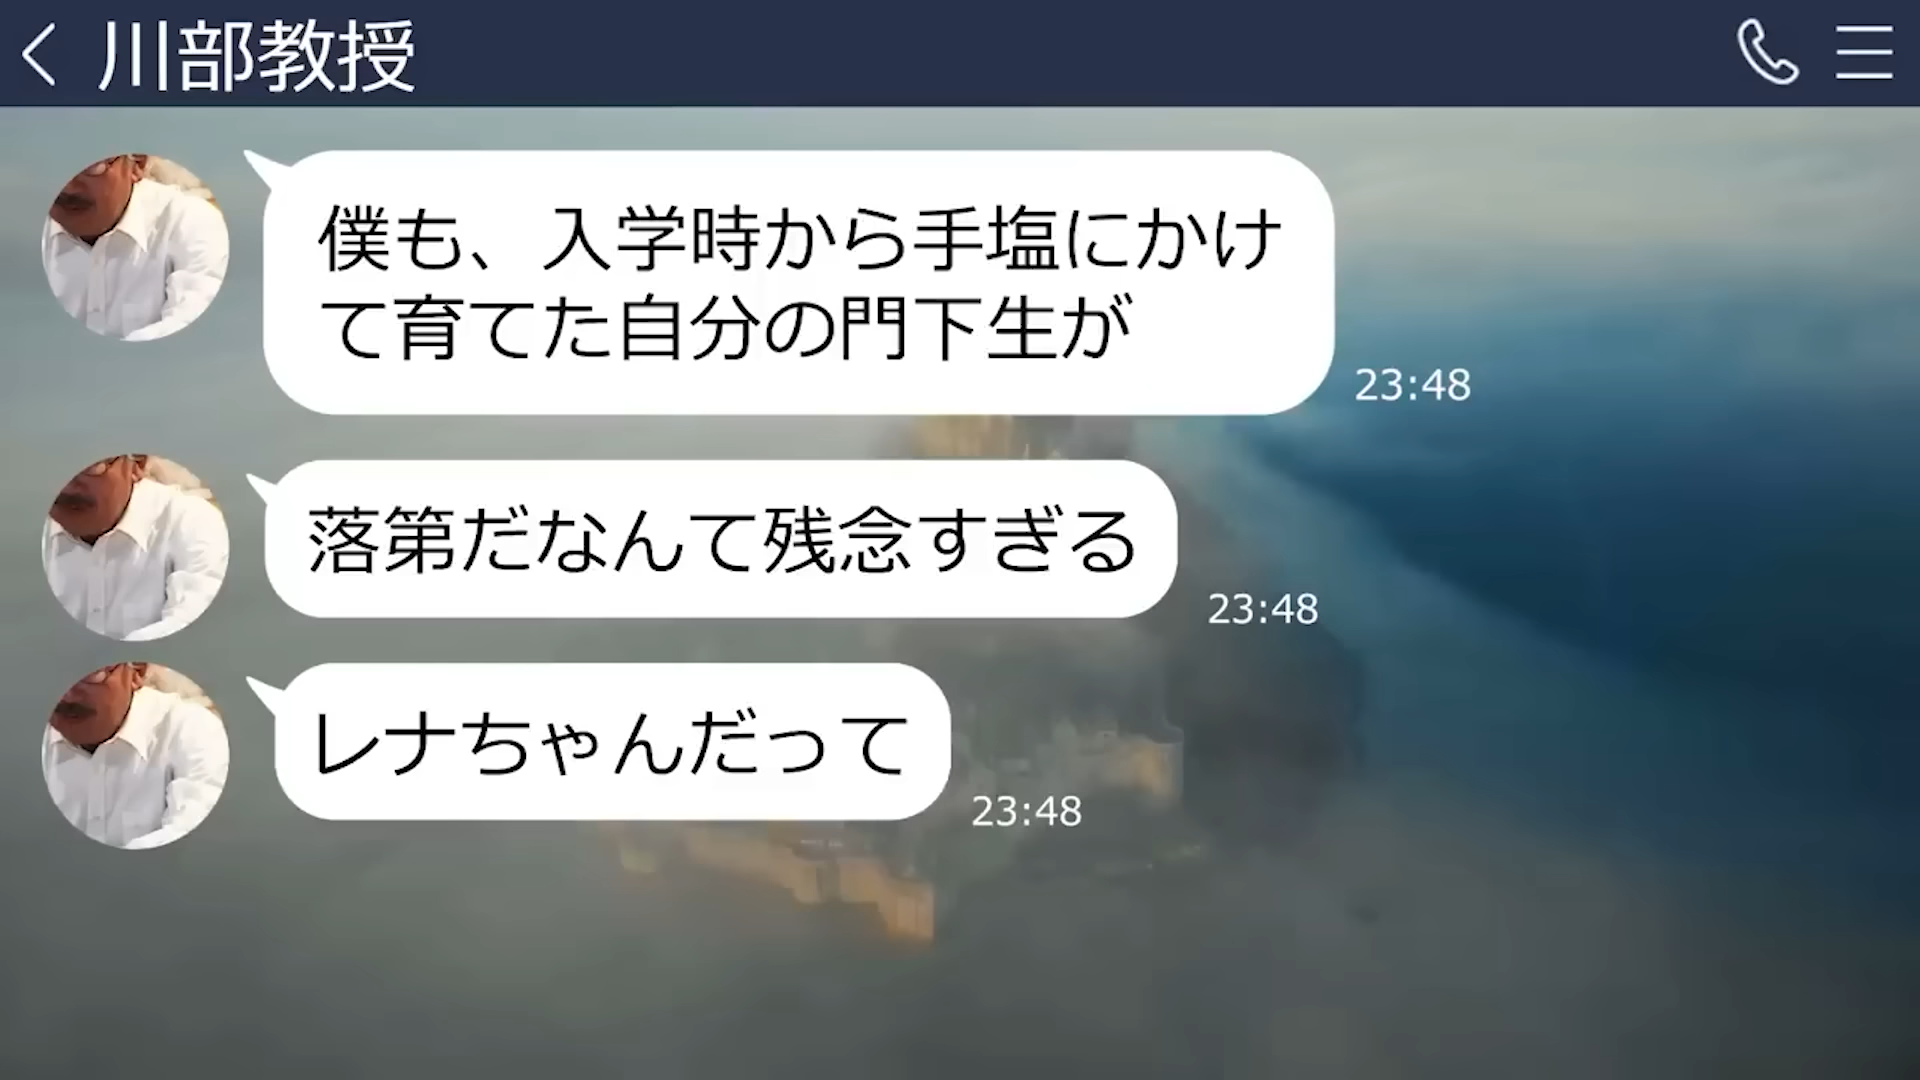 川部教授
僕も、入学時から手塩にかけ
て育てた自分の門下生が
23:48
落第だなんて残念すぎる
23:48
レナちゃんだって
23:48